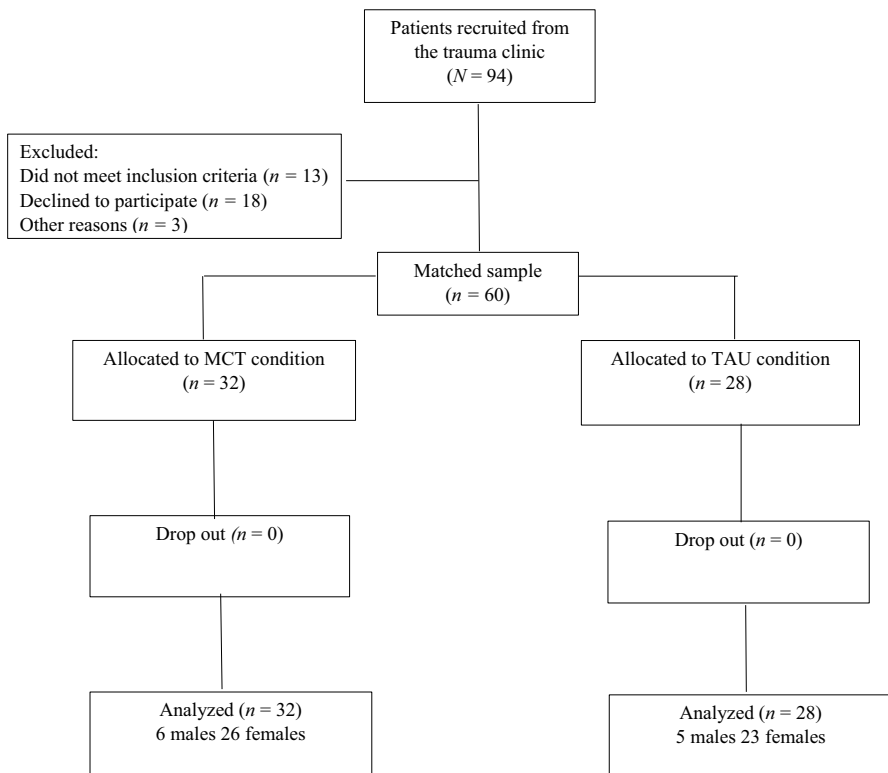 Patients recruited from
the trauma clinic
(N = 94)
Excluded:
Did not meet inclusion criteria (n = 13)
Declined to participate (n = 18)
Other reasons (n = 3)
Matched sample
(n = 60)
Allocated to MCT condition
(n = 32)
Allocated to TAU condition
(n = 28)
Drop out (n = 0)
Drop out (n = 0)
Analyzed (n = 32)
6 males 26 females
Analyzed (n = 28)
5 males 23 females